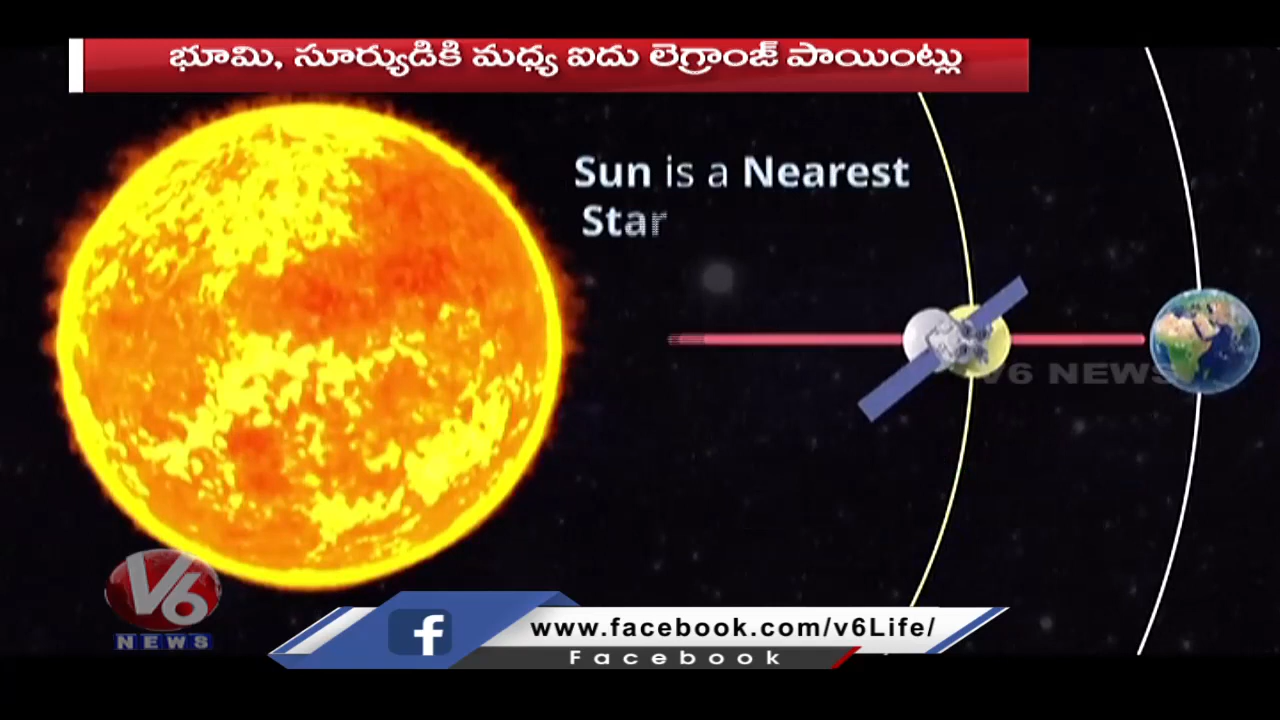 భూమి, సూర్యుడికి మధ్య ఐదు లెగ్రాంజ్ పాయింట్లు
Sun is a Nearest
Star
V6 NEWS
V6
NEWS
f
www.facebook.com/v6Life/
Facebook